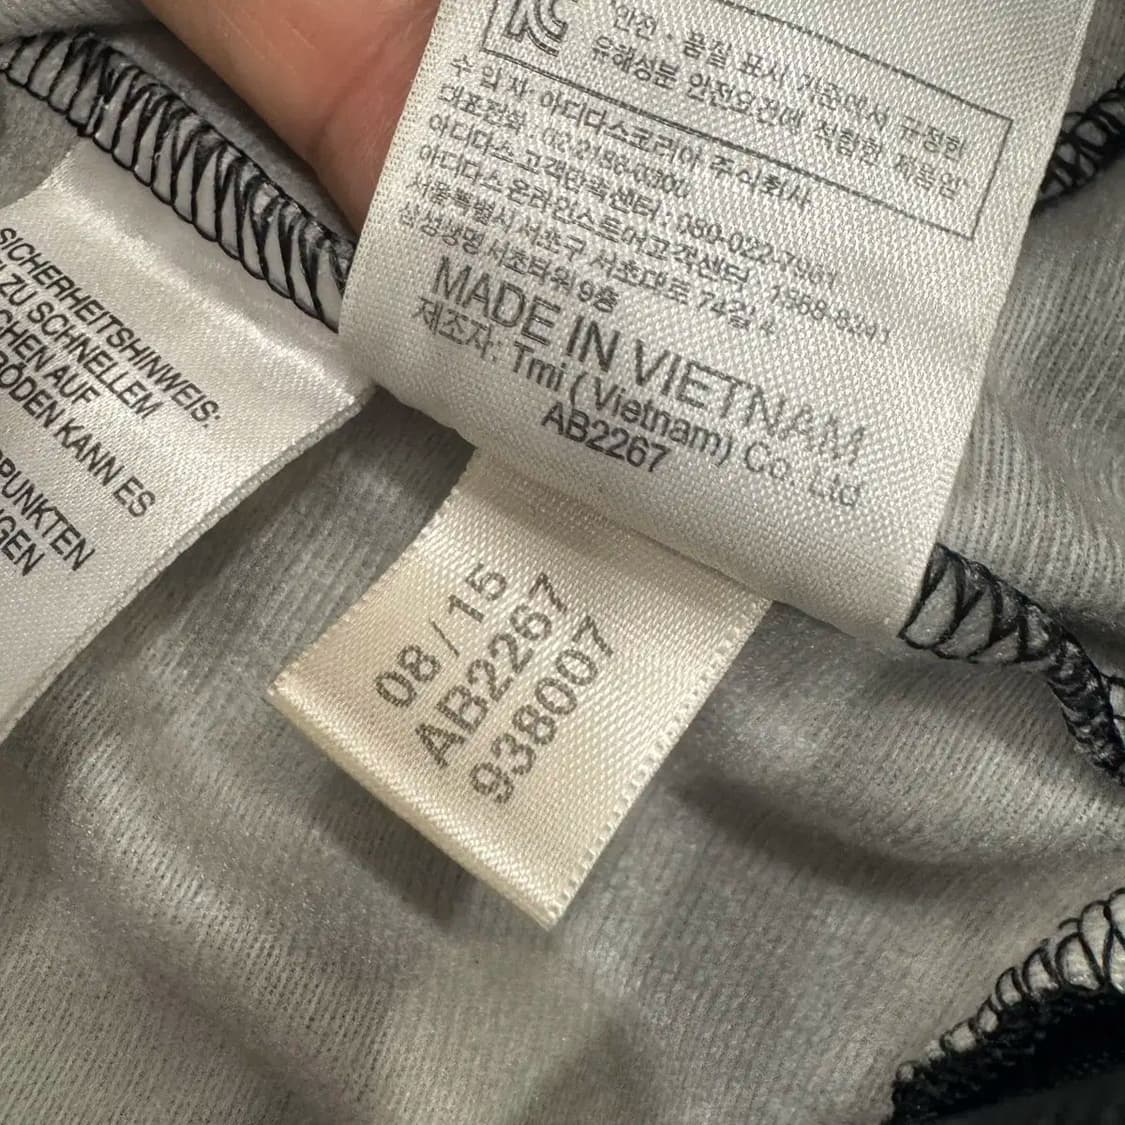 SICHERHEITSHINWEIS:
ZU SCHNELLEM
CHEN AUF
RÖDEN KANN ES
PUNKTEN
GEN
"안전·품질 표시 기준에서 규정한
유해성분 안전요건에 적합한 제품임
수 입 자: 아디다스코리아 주식회사
대표전화: 02-2186-0300
아디다스 고객만족센터: 080-022-7961
아디다스 온라인스토어고객센터
서울특별시 서초구 서초대로 74길 4
삼성생명 서초타워 9층
MADE IN VIETNAM
제조자: Tmi (Vietnam) Co. Ltd
AB2267
08/15
AB2267
938007